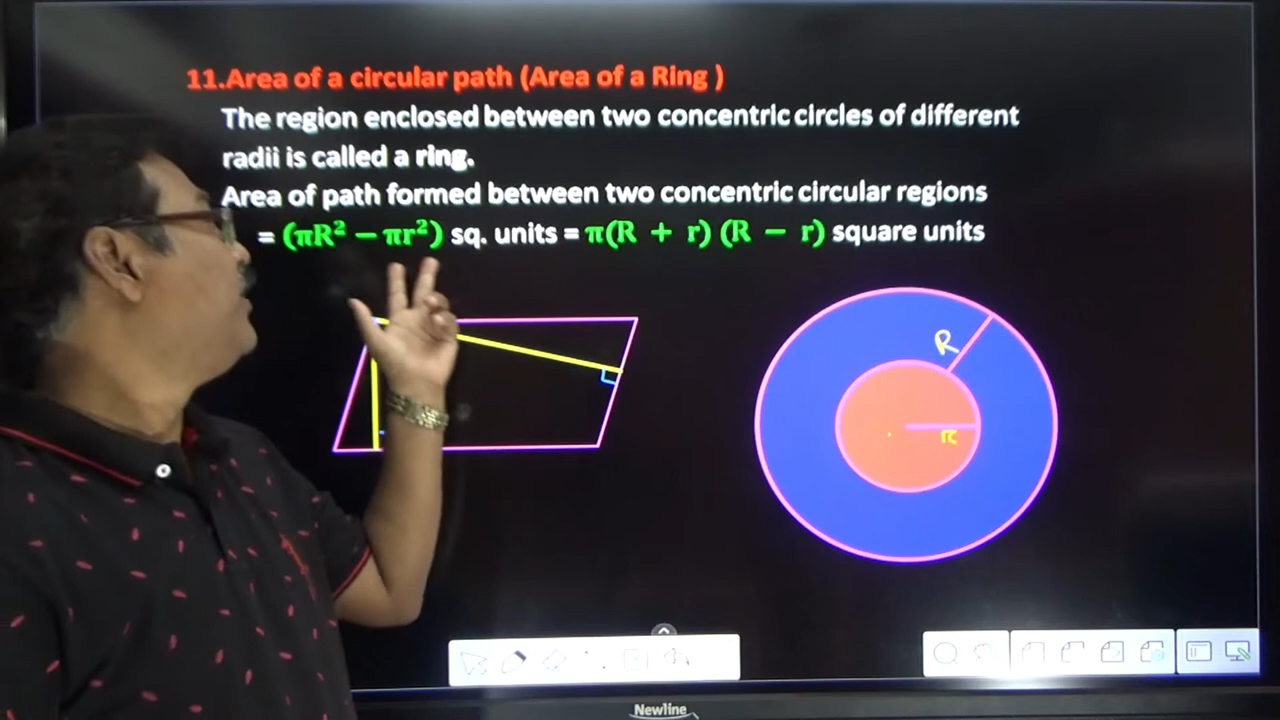 11.Area of a circular path (Area of a Ring )
The region enclosed between two concentric circles of different
radii is called a ring.
Area of path formed between two concentric circular regions
= (πR² − πr²) sq. units = π(R + r) (R − r) square units
R
r
Newline